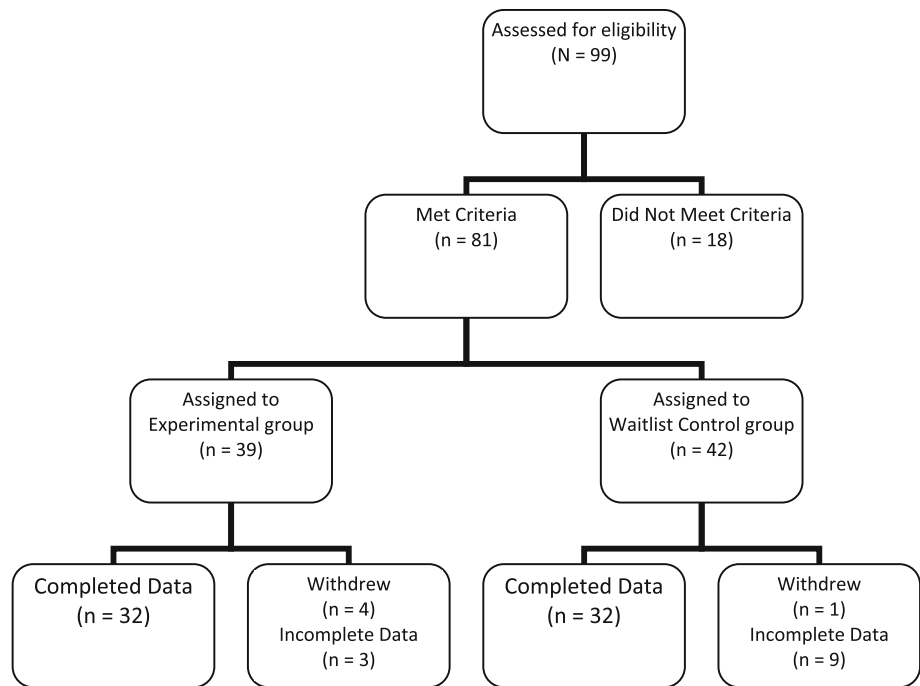 Assessed for eligibility
(N = 99)
Met Criteria
(n = 81)
Did Not Meet Criteria
(n = 18)
Assigned to
Experimental group
(n = 39)
Assigned to
Waitlist Control group
(n = 42)
Completed Data
(n = 32)
Withdrew
(n = 4)
Incomplete Data
(n = 3)
Completed Data
(n = 32)
Withdrew
(n = 1)
Incomplete Data
(n = 9)